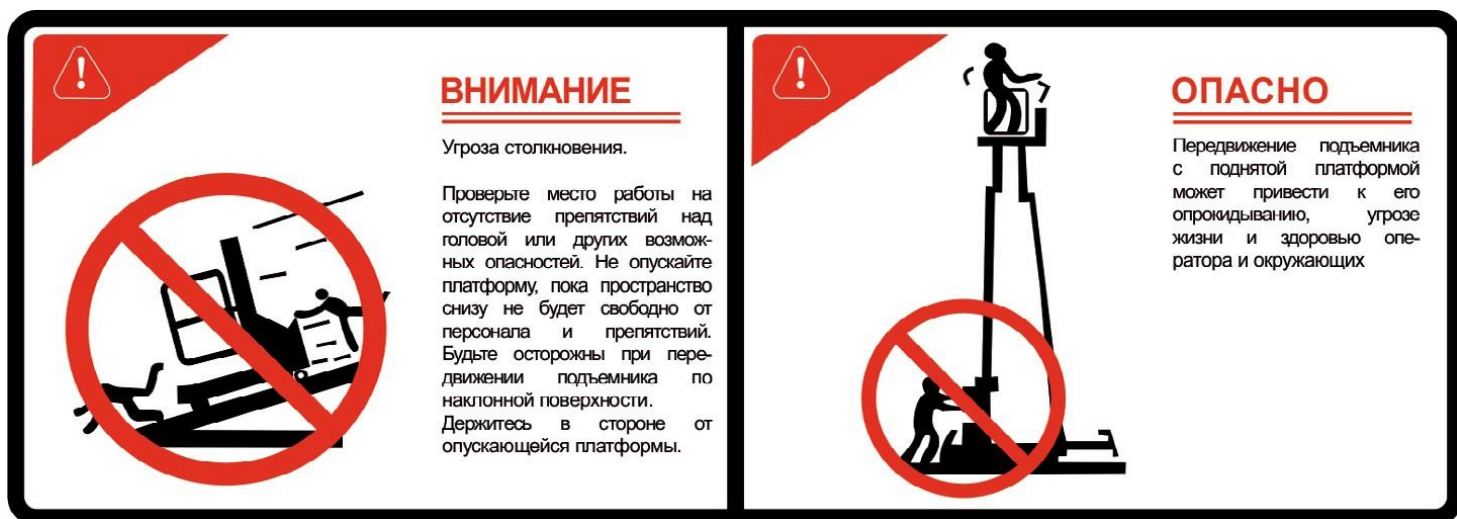 ВНИМАНИЕ
Угроза столкновения.
Проверьте место работы на
отсутствие препятствий над
головой или других возмож-
ных опасностей. Не опускайте
платформу, пока пространство
снизу не будет свободно от
персонала и препятствий.
Будьте осторожны при пере-
движении подъемника по
наклонной поверхности.
Держитесь в стороне от
опускающейся платформы.
ОПАСНО
Передвижение подъемника
с поднятой платформой
может привести к его
опрокидыванию, угрозе
жизни и здоровью опе-
ратора и окружающих